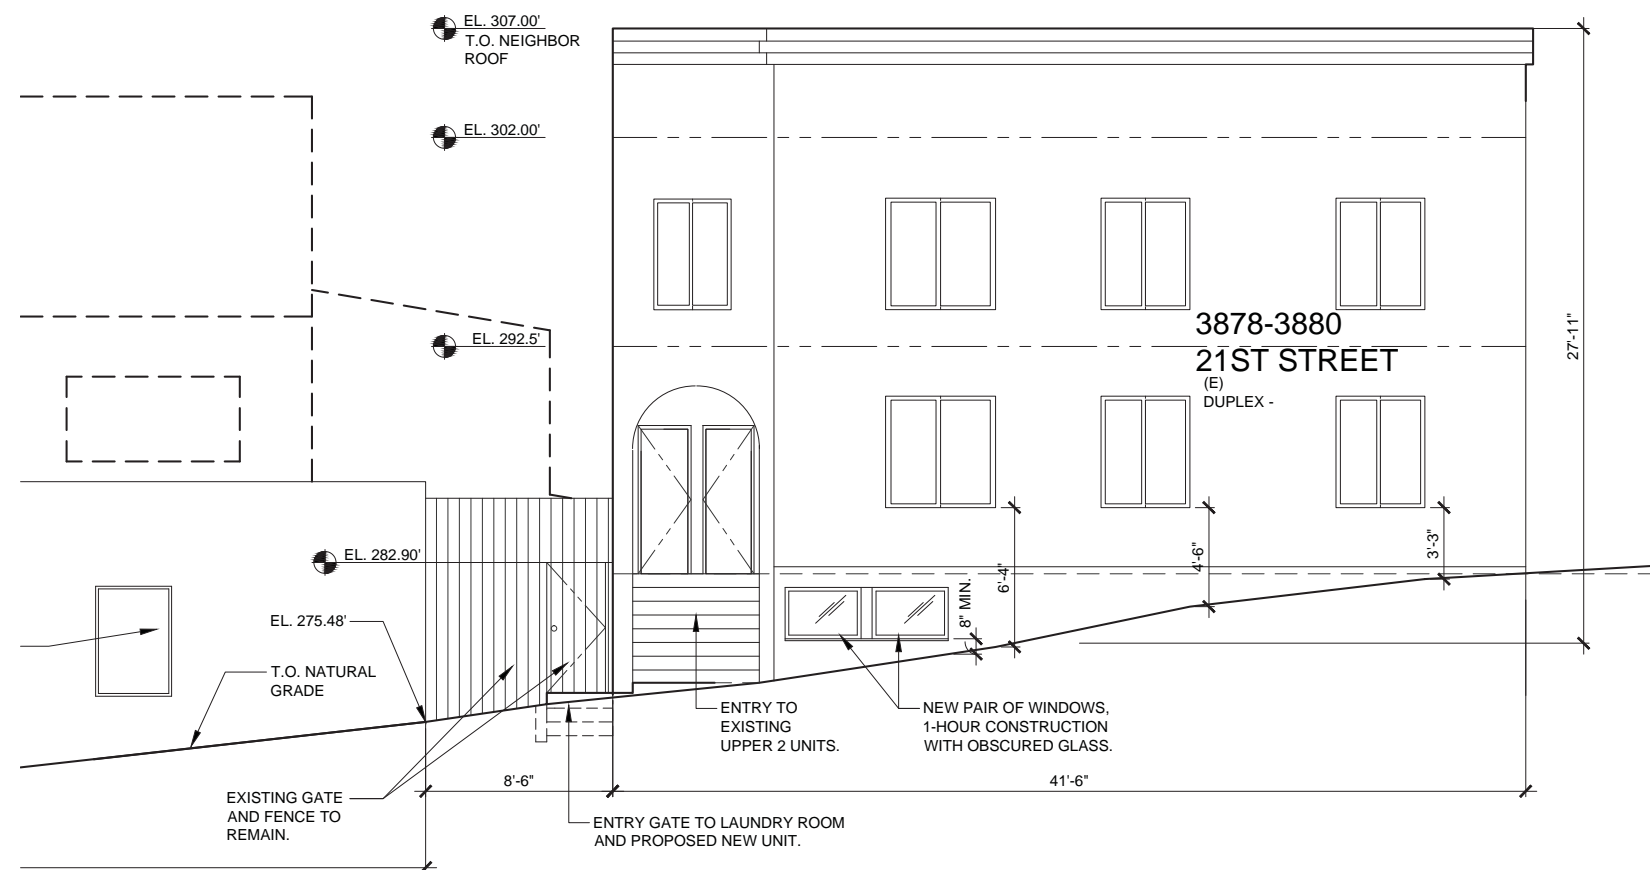 EL. 307.00'
T.O. NEIGHBOR
ROOF
EL. 302.00'
EL. 292.5'
3878-3880
21ST STREET
(E)
DUPLEX -
27'-11"
EL. 282.90'
6'-4"
4'-6"
3'-3"
8" MIN.
EL. 275.48'
T.O. NATURAL
GRADE
ENTRY TO
EXISTING
UPPER 2 UNITS.
NEW PAIR OF WINDOWS,
1-HOUR CONSTRUCTION
WITH OBSCURED GLASS.
8'-6"
41'-6"
EXISTING GATE
AND FENCE TO
REMAIN.
ENTRY GATE TO LAUNDRY ROOM
AND PROPOSED NEW UNIT.